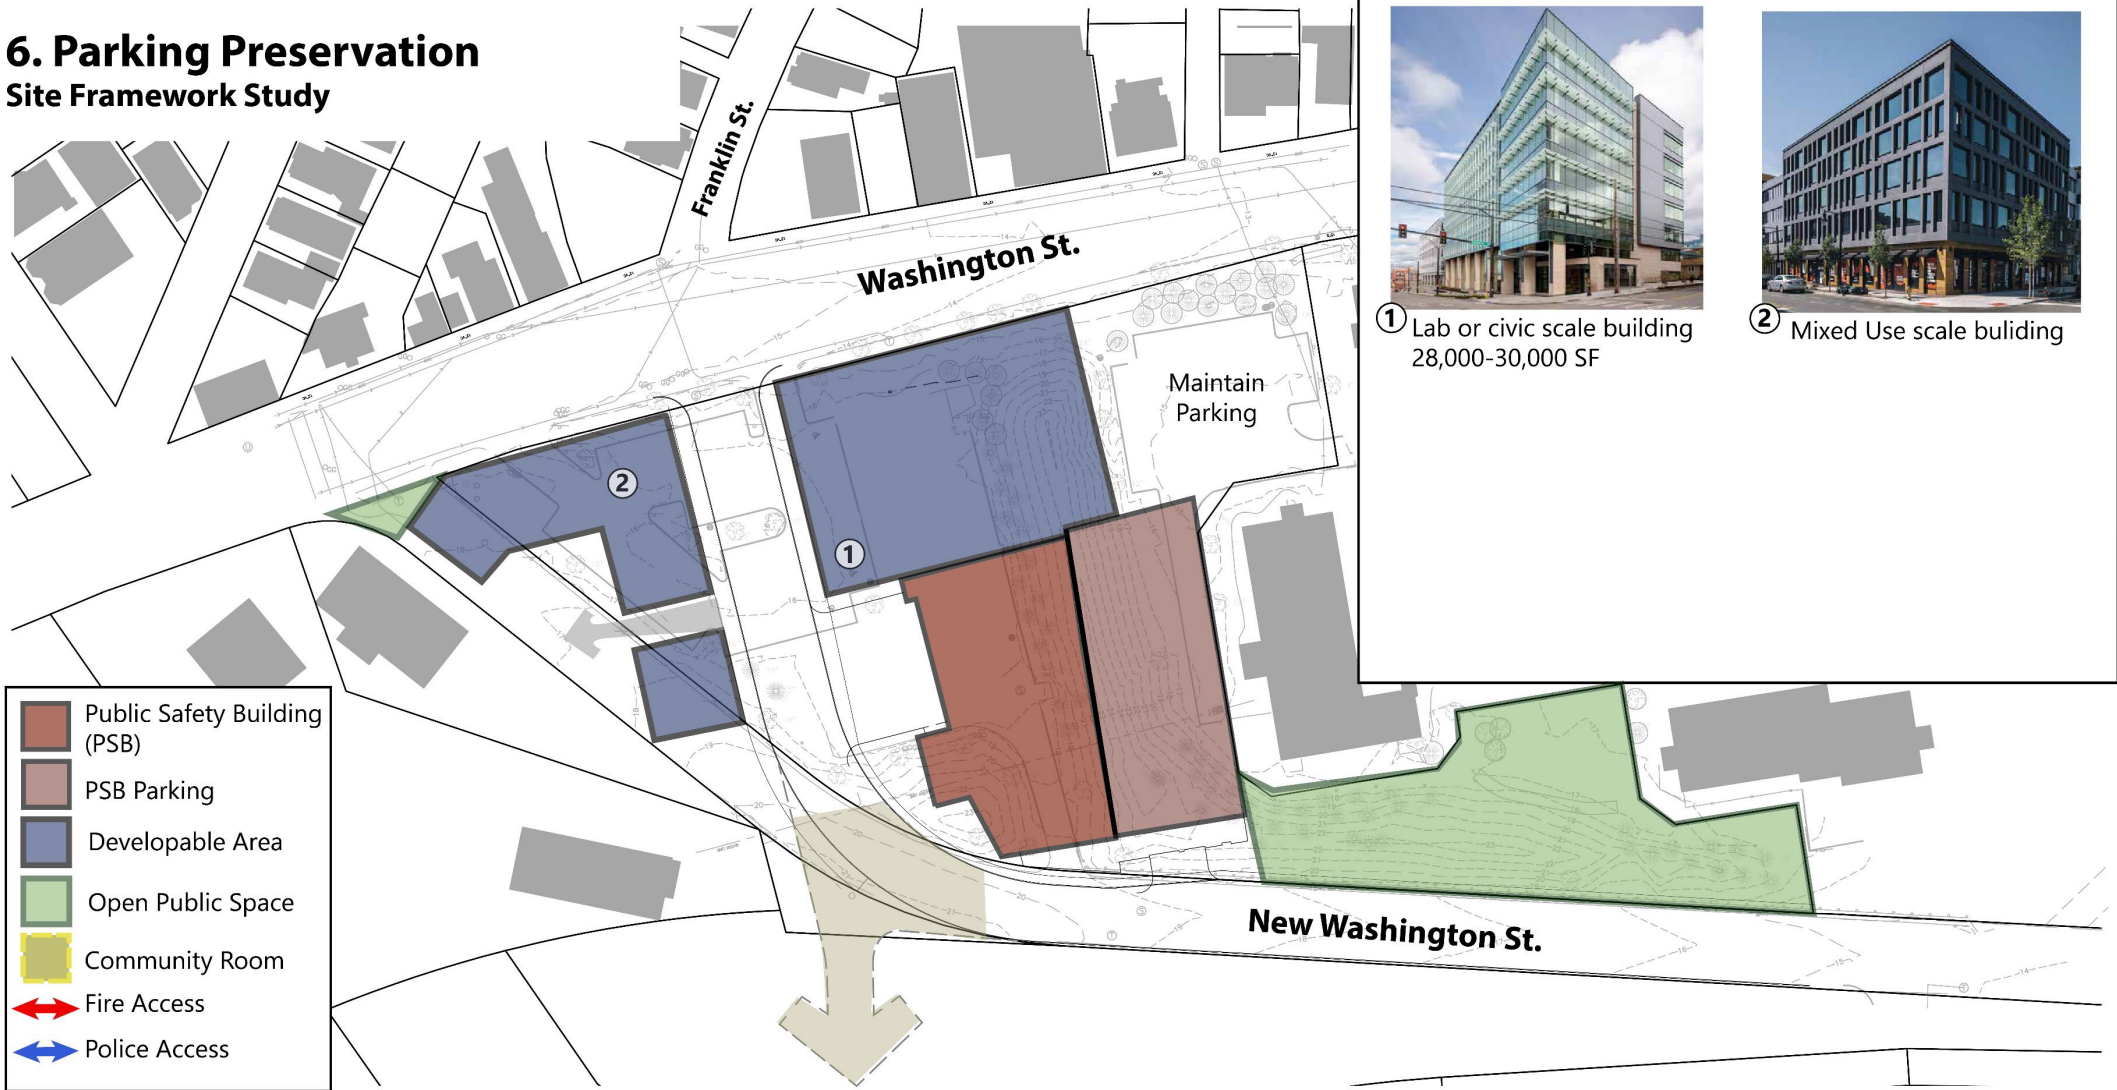 6. Parking Preservation
Site Framework Study
Franklin St.
Washington St.
Maintain
Parking
1
2
1
Lab or civic scale building
28,000-30,000 SF
2
Mixed Use scale buliding
Public Safety Building
(PSB)
PSB Parking
Developable Area
Open Public Space
Community Room
Fire Access
Police Access
New Washington St.